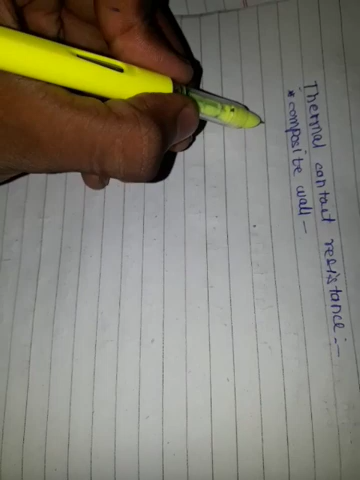 Thermal contact resistance:-
* composite wall -